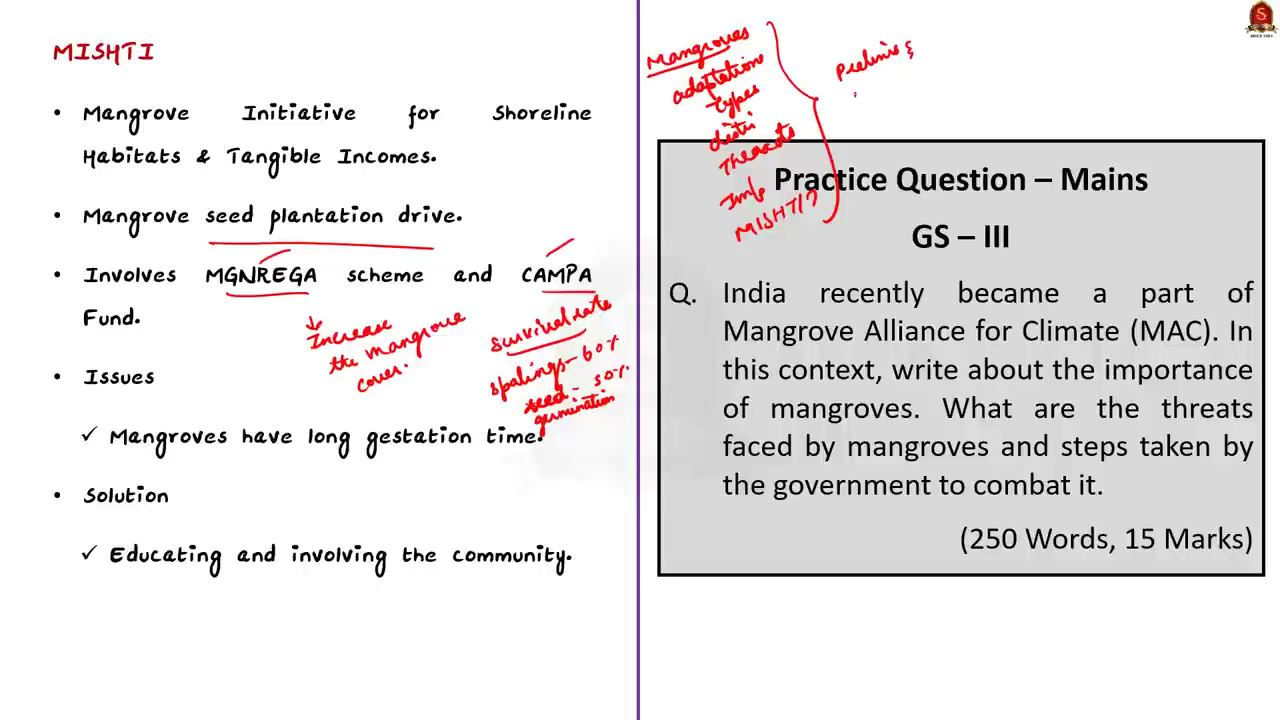 MISHTI
• Mangrove Initiative for Shoreline
Habitats & Tangible Incomes.
• Mangrove seed plantation drive.
• Involves MGNREGA scheme and CAMPA
Fund.
Increase
the mangrove
cover.
Survival rate
spalings - 60%
seed - 50%
germination
• Issues
✓ Mangroves have long gestation time.
• Solution
✓ Educating and involving the community.
Mangroves
adaptation
types
distri
Threats
Imp
MISHTI?
Prelims &
S
Practice Question – Mains
GS – III
Q. India recently became a part of
Mangrove Alliance for Climate (MAC). In
this context, write about the importance
of mangroves. What are the threats
faced by mangroves and steps taken by
the government to combat it.
(250 Words, 15 Marks)